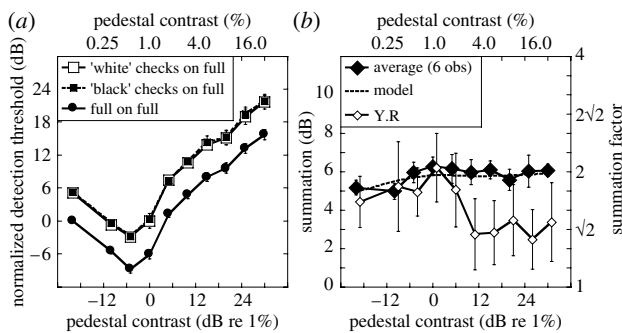 (a) pedestal contrast (%)
0.25 1.0 4.0 16.0
normalized detection threshold (dB)
24
18
12
6
0
−6
'white' checks on full
'black' checks on full
full on full
−12 0 12 24
pedestal contrast (dB re 1%)
(b) pedestal contrast (%)
0.25 1.0 4.0 16.0
summation (dB)
10
8
6
4
2
0
average (6 obs)
model
Y.R
4
2√2
2
√2
1
summation factor
−12 0 12 24
pedestal contrast (dB re 1%)